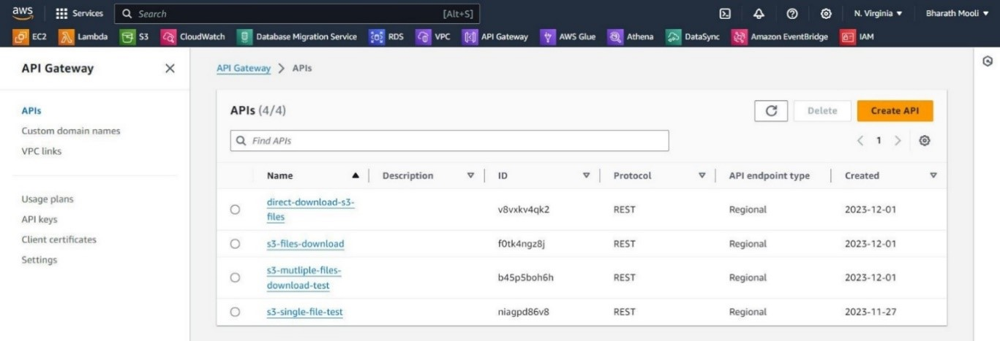 aws Services Search [Alt+S] N. Virginia Bharath Mooli
EC2 Lambda S3 CloudWatch Database Migration Service RDS VPC API Gateway AWS Glue Athena DataSync Amazon EventBridge IAM
API Gateway
APIs
Custom domain names
VPC links
Usage plans
API keys
Client certificates
Settings
API Gateway > APIs
APIs (4/4) Delete Create API
Find APIs 1
Name Description ID Protocol API endpoint type Created
direct-download-s3-
files v8vxkv4qk2 REST Regional 2023-12-01
s3-files-download f0tk4ngz8j REST Regional 2023-12-01
s3-mutliple-files-
download-test b45p5boh6h REST Regional 2023-12-01
s3-single-file-test niagpd86v8 REST Regional 2023-11-27